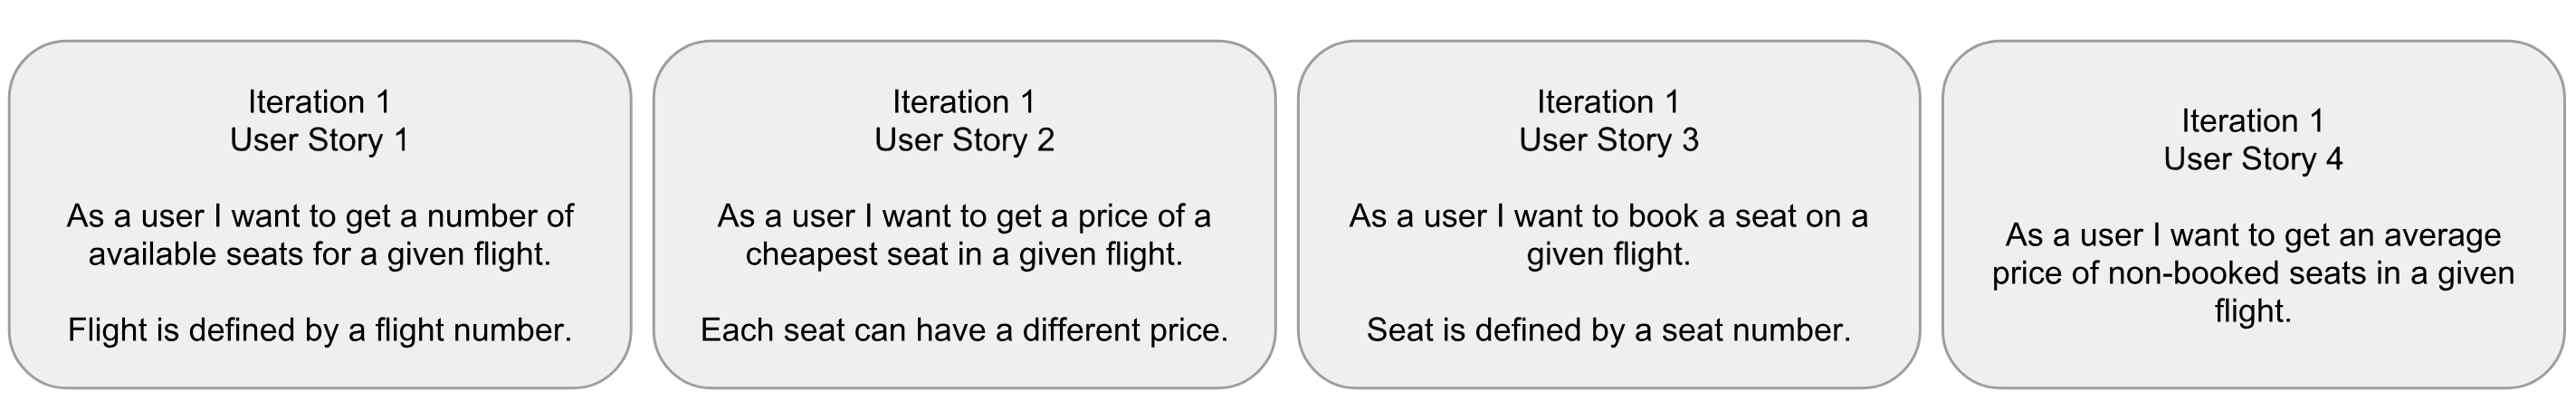 Iteration 1
User Story 1
As a user I want to get a number of
available seats for a given flight.
Flight is defined by a flight number.
Iteration 1
User Story 2
As a user I want to get a price of a
cheapest seat in a given flight.
Each seat can have a different price.
Iteration 1
User Story 3
As a user I want to book a seat on a
given flight.
Seat is defined by a seat number.
Iteration 1
User Story 4
As a user I want to get an average
price of non-booked seats in a given
flight.